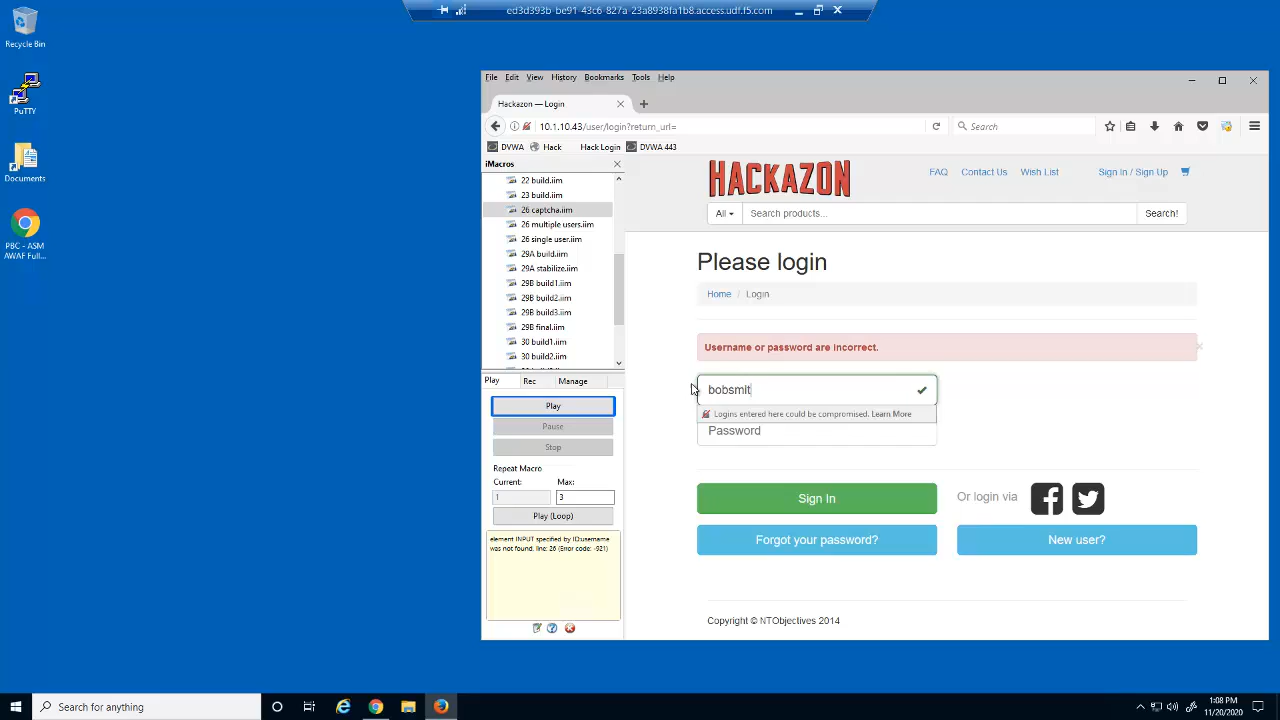 ed3d393b-be91-43c6-827a-23a8938fa1b8.access.udf.f5.com
Recycle Bin
PuTTY
Documents
PBC - ASM
AWAF Full...
File Edit View History Bookmarks Tools Help
Hackazon — Login
10.1.10.43/user/login?return_url=
Search
DVWA Hack Hack Login DVWA 443
iMacros
22 build.iim
23 build.iim
26 captcha.iim
26 multiple users.iim
26 single user.iim
29A build.iim
29A stabilize.iim
29B build1.iim
29B build2.iim
29B build3.iim
29B final.iim
30 build1.iim
30 build2.iim
Play Rec Manage
Play
Pause
Stop
Repeat Macro
Current: Max:
1 3
Play (Loop)
element INPUT specified by ID:username
was not found, line: 26 (Error code: -921)
HACKAZON
FAQ Contact Us Wish List Sign In / Sign Up
All Search products... Search!
Please login
Home / Login
Username or password are incorrect. ×
bobsmit
Logins entered here could be compromised. Learn More
Password
Sign In
Or login via
Forgot your password?
New user?
Copyright © NTObjectives 2014
Search for anything
1:08 PM
11/20/2020